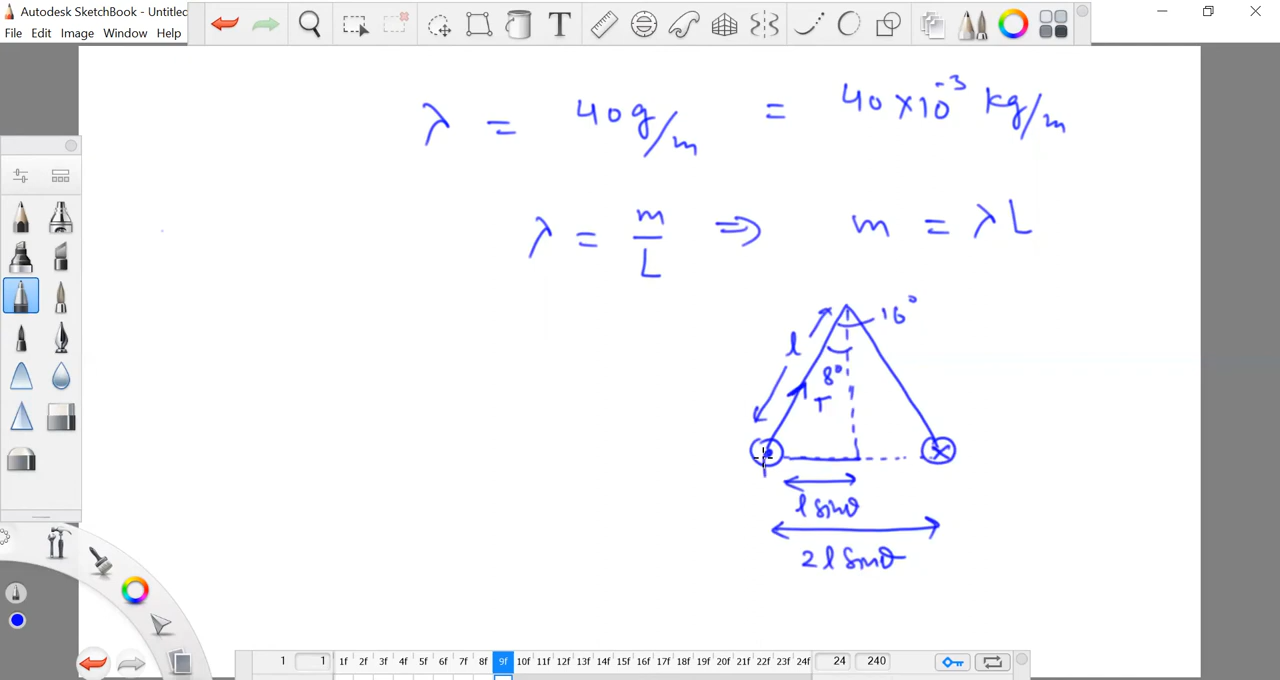 Autodesk SketchBook - Untitled
File Edit Image Window Help
λ = 40g/m = 40 × 10⁻³ kg/m
λ = m/L ⇒ m = λL
16°
l
8°
T
l sinθ
2l sinθ
1 1 1f 2f 3f 4f 5f 6f 7f 8f 9f 10f 11f 12f 13f 14f 15f 16f 17f 18f 19f 20f 21f 22f 23f 24f 24 240